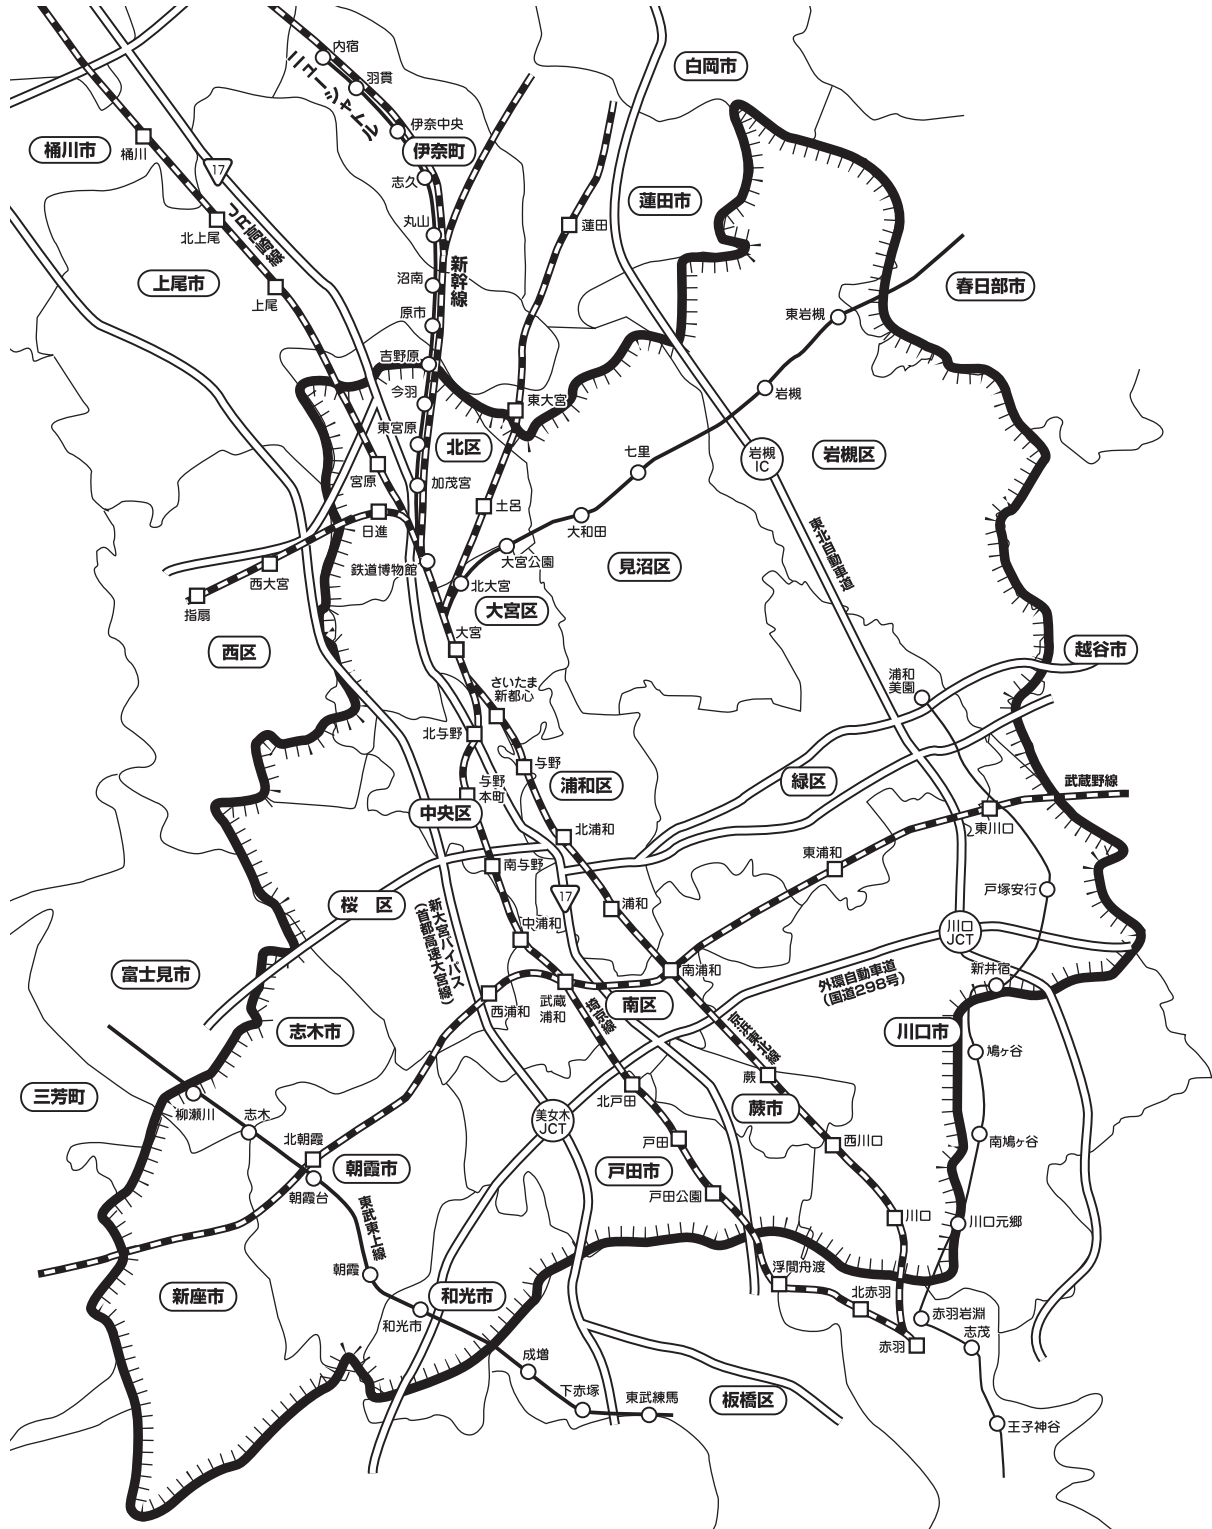 内宿
白岡市
羽貫
ニューシャトル
伊奈中央
桶川市
桶川
伊奈町
17
志久
蓮田市
北上尾
JR高崎線
丸山
蓮田
新幹線
上尾市
沼南
春日部市
上尾
原市
東岩槻
吉野原
今羽
東大宮
岩槻
東宮原
北区
七里
岩槻
IC
岩槻区
宮原
加茂宮
土呂
日進
大和田
東北自動車道
鉄道博物館
大宮公園
見沼区
西大宮
北大宮
指扇
大宮区
大宮
西区
越谷市
さいたま
新都心
浦和
美園
北与野
与野
与野
本町
浦和区
緑区
武蔵野線
中央区
北浦和
東川口
南与野
東浦和
戸塚安行
17
桜 区
浦和
新大宮バイパス
(首都高速大宮線)
中浦和
川口
JCT
富士見市
南浦和
新井宿
外環自動車道
(国道298号)
西浦和
武蔵
浦和
南区
埼京線
志木市
京浜東北線
川口市
鳩ヶ谷
三芳町
柳瀬川
志木
蕨
北戸田
蕨市
美女木
JCT
北朝霞
戸田
西川口
南鳩ヶ谷
朝霞市
戸田市
朝霞台
戸田公園
東武東上線
川口
川口元郷
朝霞
浮間舟渡
新座市
和光市
北赤羽
和光市
赤羽岩淵
赤羽
志茂
成増
下赤塚
東武練馬
板橋区
王子神谷